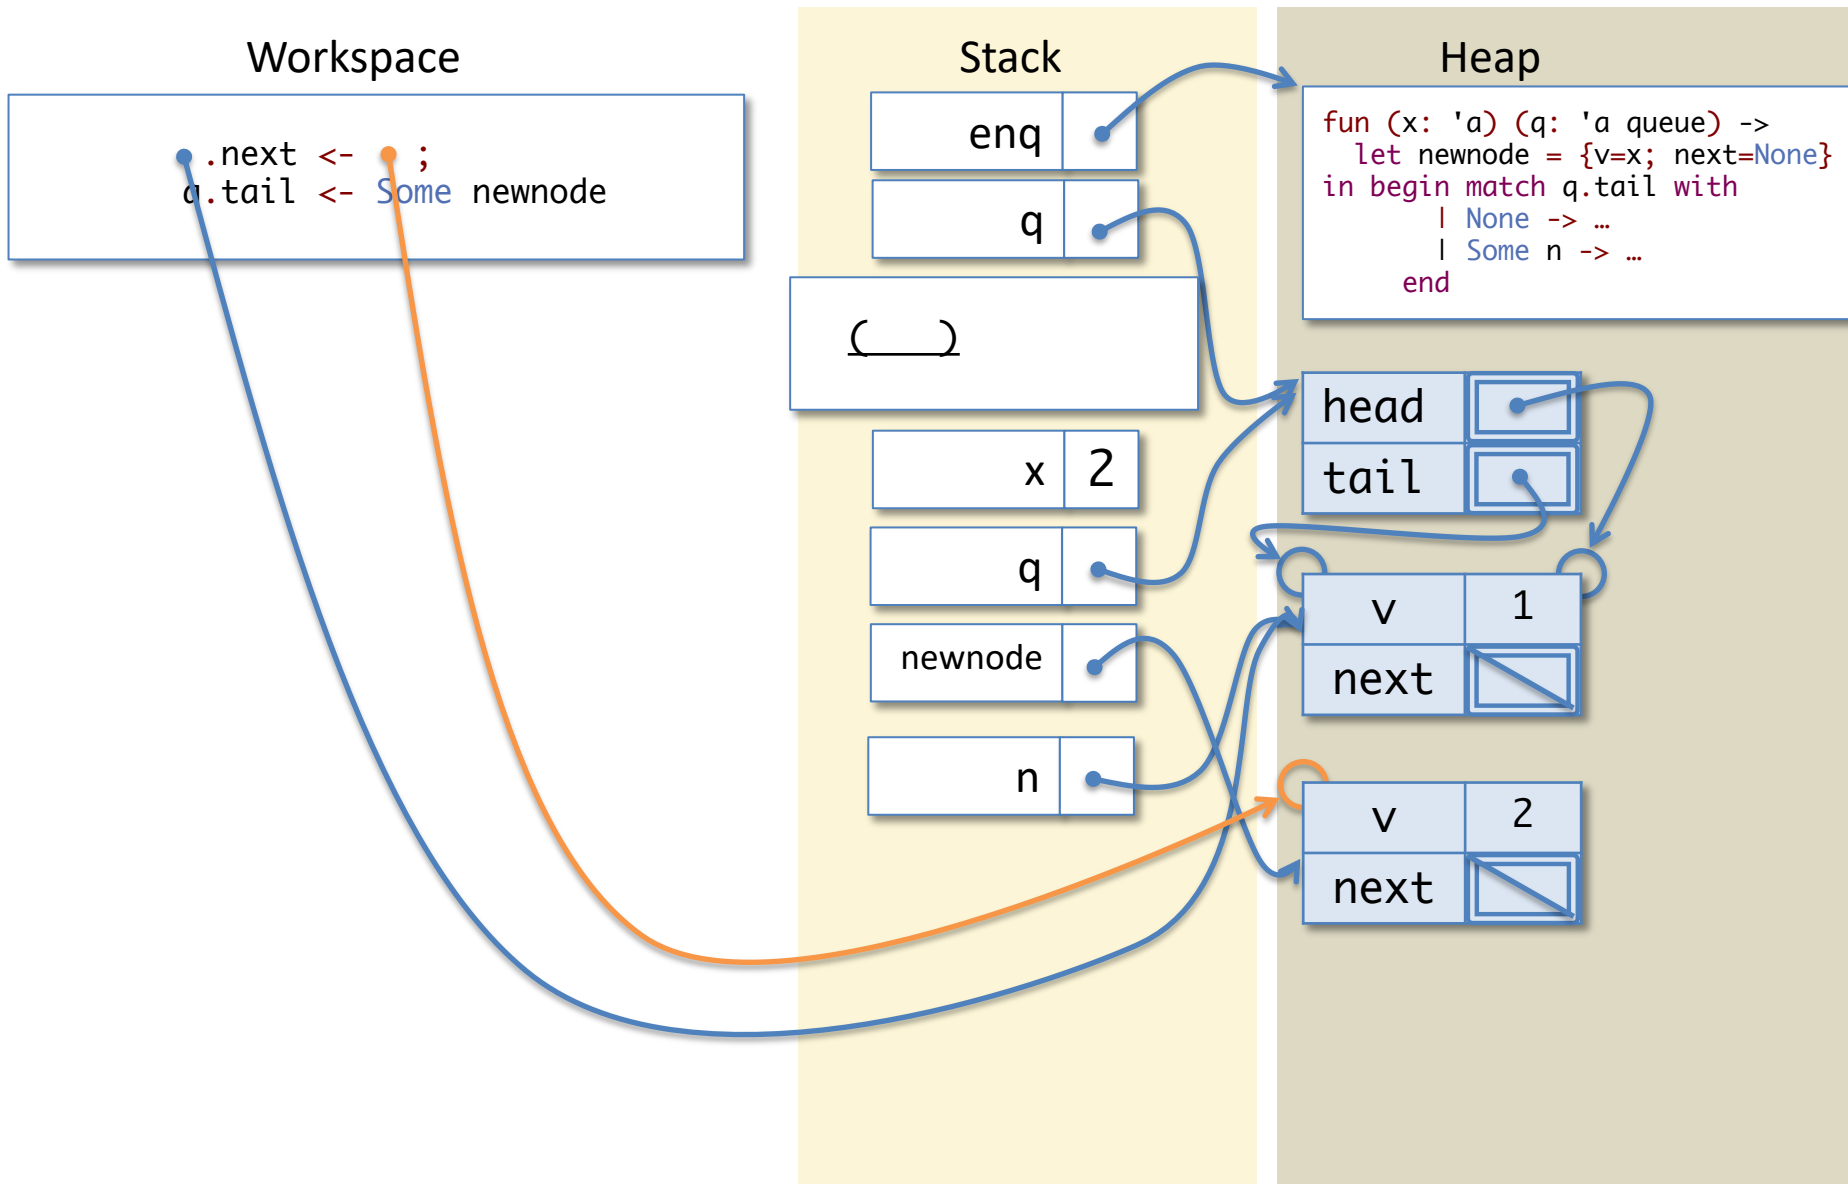 Workspace
.next <- ;
q.tail <- Some newnode
Stack
enq
q
(___)
x 2
q
newnode
n
Heap
fun (x: 'a) (q: 'a queue) ->
let newnode = {v=x; next=None}
in begin match q.tail with
| None -> …
| Some n -> …
end
head
tail
v 1
next
v 2
next